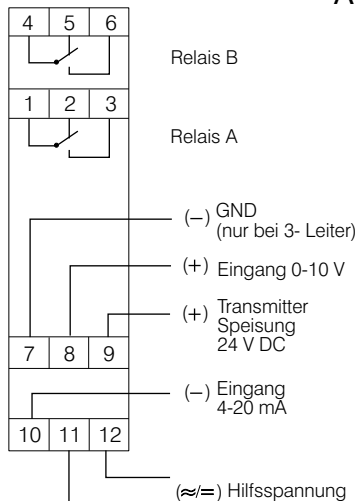 A
4 5 6
Relais B
1 2 3
Relais A
(−) GND
(nur bei 3- Leiter)
(+) Eingang 0-10 V
(+) Transmitter
Speisung
24 V DC
7 8 9
(−) Eingang
4-20 mA
10 11 12
(≈/=) Hilfsspannung